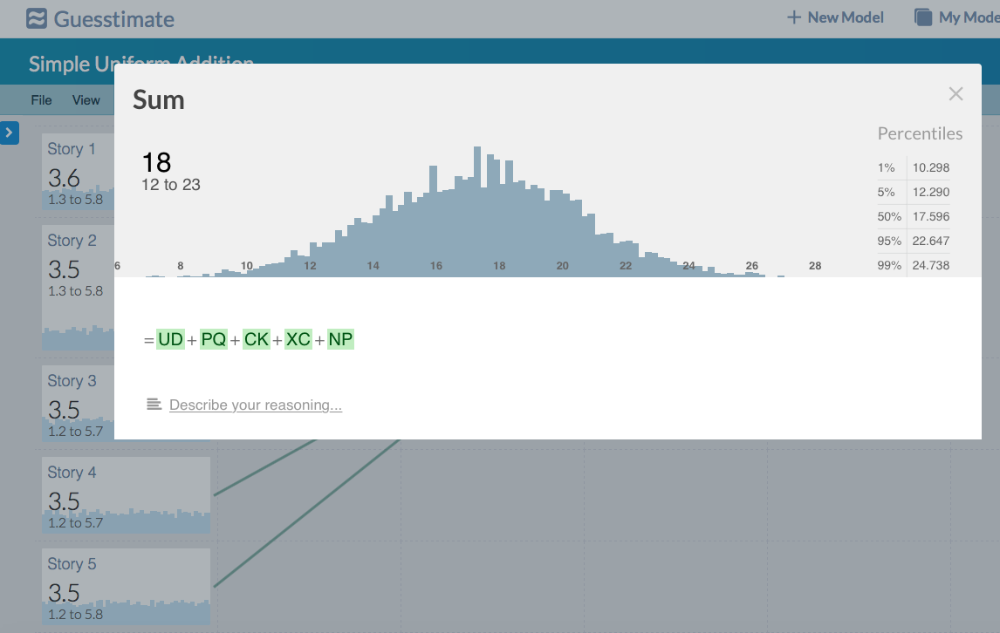 Guesstimate
+ New Model
My Mode
Simple Uniform Addition
File View
Sum
18
12 to 23
Percentiles
1% 10.298
5% 12.290
50% 17.596
95% 22.647
99% 24.738
6 8 10 12 14 16 18 20 22 24 26 28
= UD + PQ + CK + XC + NP
Describe your reasoning...
Story 1
3.6
1.3 to 5.8
Story 2
3.5
1.3 to 5.8
Story 3
3.5
1.2 to 5.7
Story 4
3.5
1.2 to 5.7
Story 5
3.5
1.2 to 5.8